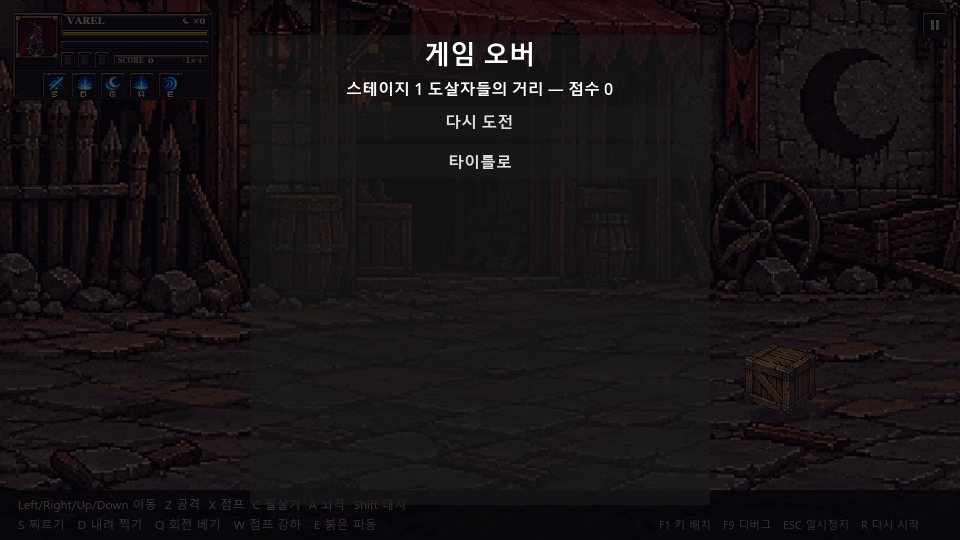 VAREL ×0
SCORE 0 Lv 1
S D Q W E
게임 오버
스테이지 1 도살자들의 거리 — 점수 0
다시 도전
타이틀로
Left/Right/Up/Down 이동 Z 공격 X 점프 C 필살기 A 뇌격 Shift 대시
S 찌르기 D 내려 찍기 Q 회전 베기 W 점프 강하 E 붉은 파동
F1 키 배치 F9 디버그 ESC 일시정지 R 다시 시작